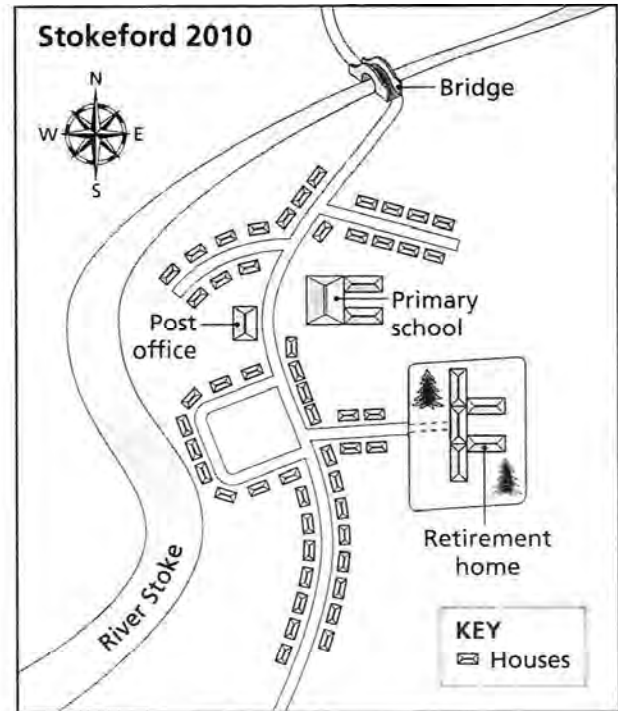 Stokeford 2010
N
W E
S
Bridge
Post
office
Primary
school
Retirement
home
River Stoke
KEY
Houses